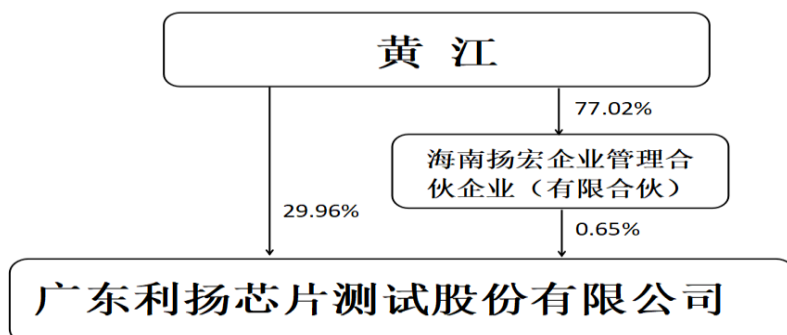 黄 江
77.02%
海南扬宏企业管理合
伙企业（有限合伙）
29.96%
0.65%
广东利扬芯片测试股份有限公司